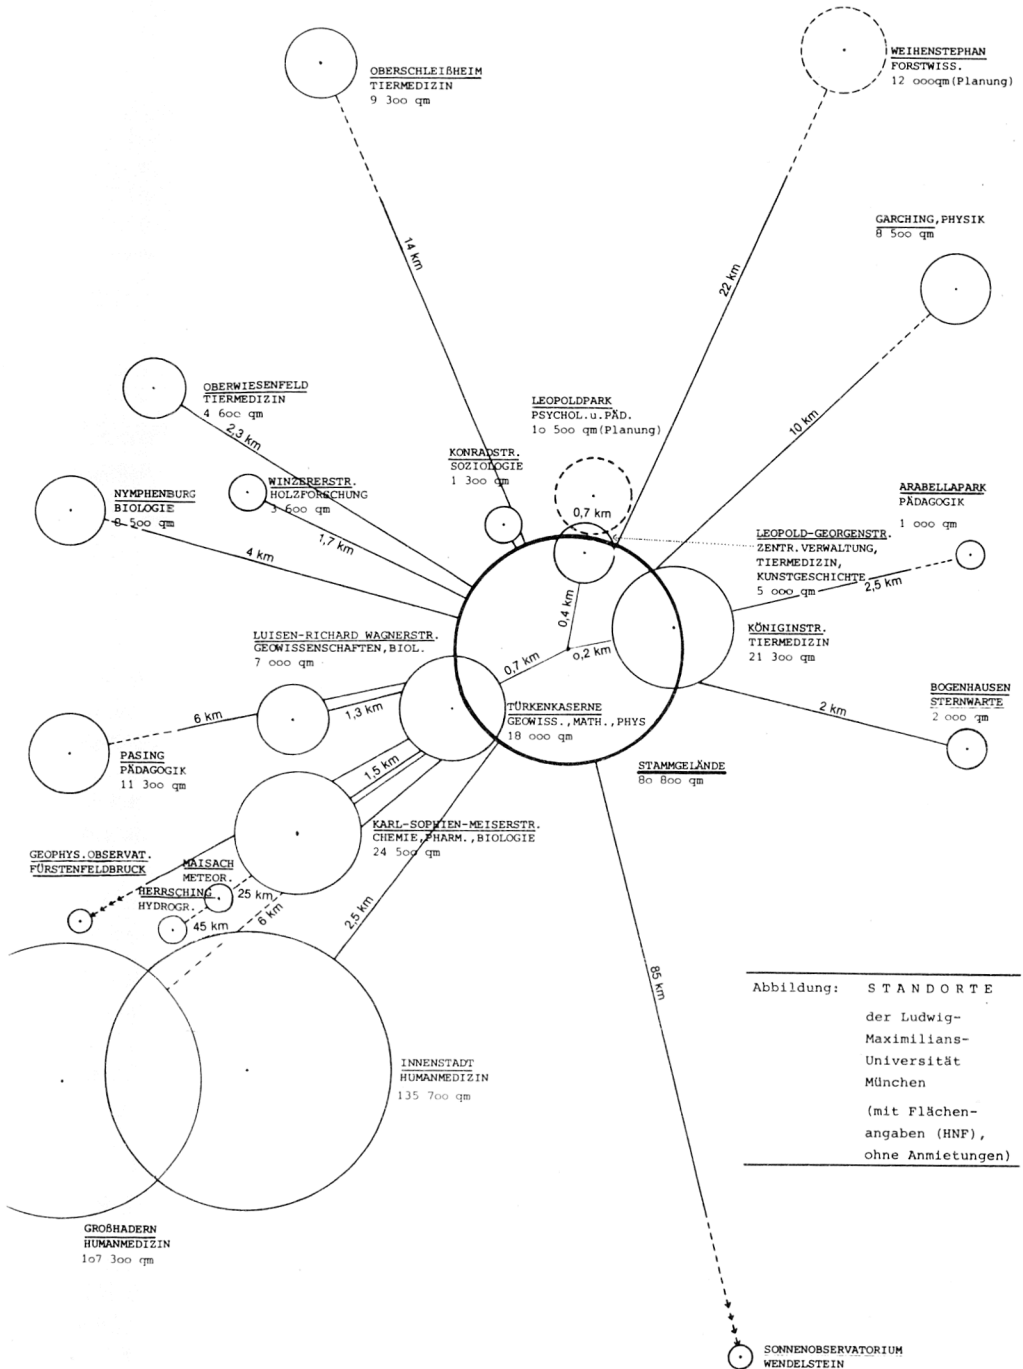 OBERSCHLEIßHEIM
TIERMEDIZIN
9 3oo qm
WEIHENSTEPHAN
FORSTWISS.
12 oooqm(Planung)
14 km
22 km
GARCHING,PHYSIK
8 5oo qm
10 km
OBERWIESENFELD
TIERMEDIZIN
4 6oo qm
2,3 km
LEOPOLDPARK
PSYCHOL.u.PÄD.
1o 5oo qm(Planung)
0,7 km
KONRADSTR.
SOZIOLOGIE
1 3oo qm
WINZERERSTR.
HOLZFORSCHUNG
3 6oo qm
1,7 km
NYMPHENBURG
BIOLOGIE
8 5oo qm
4 km
ARABELLAPARK
PÄDAGOGIK
1 ooo qm
2,5 km
LEOPOLD-GEORGENSTR.
ZENTR.VERWALTUNG,
TIERMEDIZIN,
KUNSTGESCHICHTE
5 ooo qm
0,4 km
o,2 km
0,7 km
KÖNIGINSTR.
TIERMEDIZIN
21 3oo qm
LUISEN-RICHARD WAGNERSTR.
GEOWISSENSCHAFTEN,BIOL.
7 ooo qm
1,3 km
6 km
BOGENHAUSEN
STERNWARTE
2 ooo qm
2 km
TÜRKENKASERNE
GEOWISS.,MATH.,PHYS
18 ooo qm
PASING
PÄDAGOGIK
11 3oo qm
STAMMGELÄNDE
8o 8oo qm
1,5 km
KARL-SOPHIEN-MEISERSTR.
CHEMIE,PHARM.,BIOLOGIE
24 5oo qm
GEOPHYS.OBSERVAT.
FÜRSTENFELDBRUCK
MAISACH
METEOR.
25 km
HERRSCHING
HYDROGR.
45 km
6 km
2,5 km
85 km
INNENSTADT
HUMANMEDIZIN
135 7oo qm
GROßHADERN
HUMANMEDIZIN
1o7 3oo qm
Abbildung: STANDORTE
der Ludwig-
Maximilians-
Universität
München
(mit Flächen-
angaben (HNF),
ohne Anmietungen)
SONNENOBSERVATORIUM
WENDELSTEIN